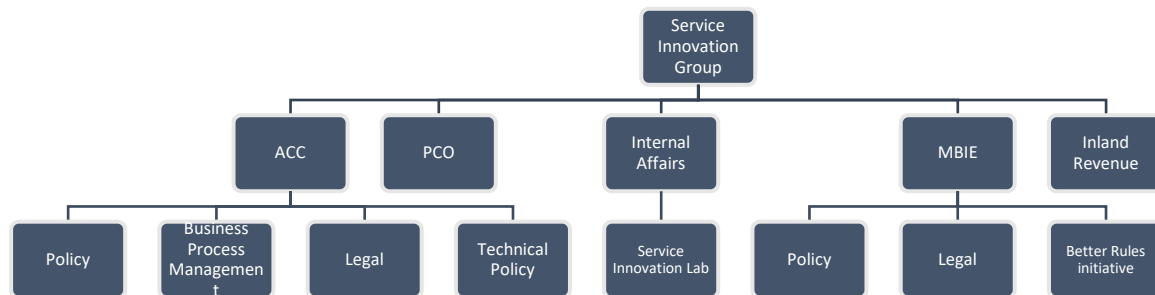 Service
Innovation
Group
ACC
PCO
Internal
Affairs
MBIE
Inland
Revenue
Policy
Business
Process
Managemen
t
Legal
Technical
Policy
Service
Innovation Lab
Policy
Legal
Better Rules
initiative